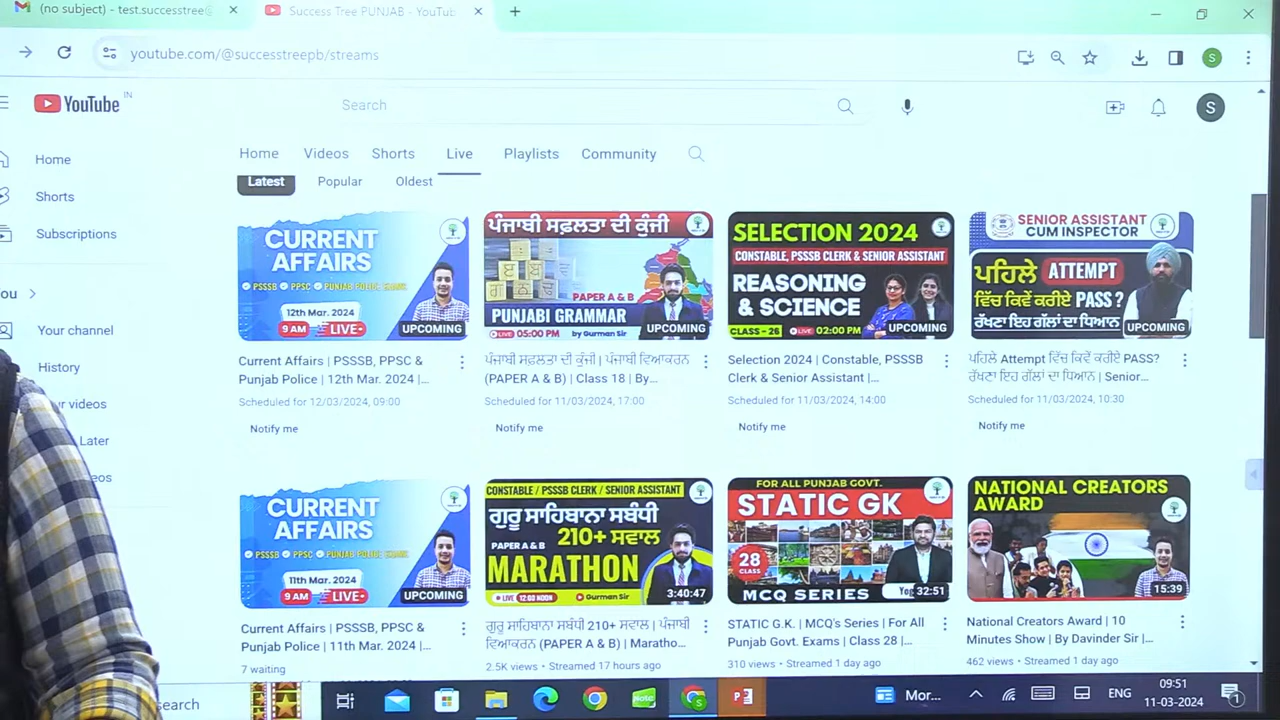 (no subject) - test.successtree@
Success Tree PUNJAB - YouTub
youtube.com/@successtreepb/streams
YouTube IN
Search
Home Videos Shorts Live Playlists Community
Latest Popular Oldest
Home
Shorts
Subscriptions
ou
Your channel
History
ur videos
Later
eos
CURRENT
AFFAIRS
PSSSB PPSC PUNJAB POLICE EXAMS
12th Mar. 2024
9 AM LIVE
UPCOMING
Current Affairs | PSSSB, PPSC &
Punjab Police | 12th Mar. 2024 |...
Scheduled for 12/03/2024, 09:00
Notify me
ਪੰਜਾਬੀ ਸਫ਼ਲਤਾ ਦੀ ਕੁੰਜੀ
PAPER A & B
PUNJABI GRAMMAR
LIVE 05:00 PM by Gurman Sir
UPCOMING
ਪੰਜਾਬੀ ਸਫਲਤਾ ਦੀ ਕੁੰਜੀ | ਪੰਜਾਬੀ ਵਿਆਕਰਨ
(PAPER A & B) | Class 18 | By...
Scheduled for 11/03/2024, 17:00
Notify me
SELECTION 2024
CONSTABLE, PSSSB CLERK & SENIOR ASSISTANT
REASONING
& SCIENCE
CLASS - 26 LIVE 02:00 PM
UPCOMING
Selection 2024 | Constable, PSSSB
Clerk & Senior Assistant |...
Scheduled for 11/03/2024, 14:00
Notify me
SENIOR ASSISTANT
CUM INSPECTOR
ਪਹਿਲੇ ATTEMPT
ਵਿੱਚ ਕਿਵੇਂ ਕਰੀਏ PASS ?
ਰੱਖਣਾ ਇਹ ਗੱਲਾਂ ਦਾ ਧਿਆਨ
UPCOMING
ਪਹਿਲੇ Attempt ਵਿੱਚ ਕਿਵੇਂ ਕਰੀਏ PASS?
ਰੱਖਣਾ ਇਹ ਗੱਲਾਂ ਦਾ ਧਿਆਨ | Senior...
Scheduled for 11/03/2024, 10:30
Notify me
CURRENT
AFFAIRS
PSSSB PPSC PUNJAB POLICE EXAMS
11th Mar. 2024
9 AM LIVE
UPCOMING
Current Affairs | PSSSB, PPSC &
Punjab Police | 11th Mar. 2024 |...
7 waiting
CONSTABLE / PSSSB CLERK / SENIOR ASSISTANT
ਗੁਰੂ ਸਾਹਿਬਾਨਾ ਸਬੰਧੀ
PAPER A & B 210+ ਸਵਾਲ
MARATHON
LIVE 12:00 NOON Gurman Sir
3:40:47
ਗੁਰੂ ਸਾਹਿਬਾਨਾ ਸਬੰਧੀ 210+ ਸਵਾਲ | ਪੰਜਾਬੀ
ਵਿਆਕਰਨ (PAPER A & B) | Maratho...
2.5K views • Streamed 17 hours ago
FOR ALL PUNJAB GOVT.
STATIC GK
28
CLASS
MCQ SERIES
32:51
STATIC G.K. | MCQ's Series | For All
Punjab Govt. Exams | Class 28 |...
310 views • Streamed 1 day ago
NATIONAL CREATORS
AWARD
15:39
National Creators Award | 10
Minutes Show | By Davinder Sir |...
462 views • Streamed 1 day ago
search
Mor...
ENG
09:51
11-03-2024